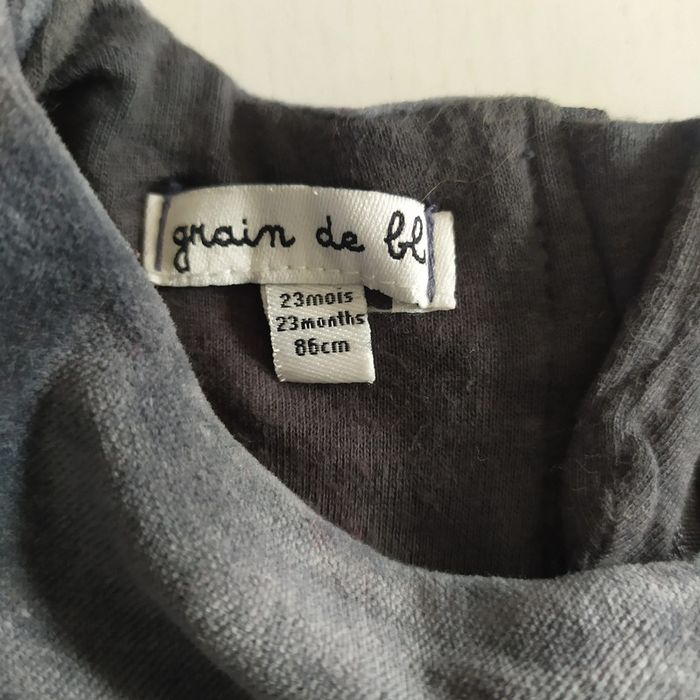 grain de bl
23mois
23months
86cm